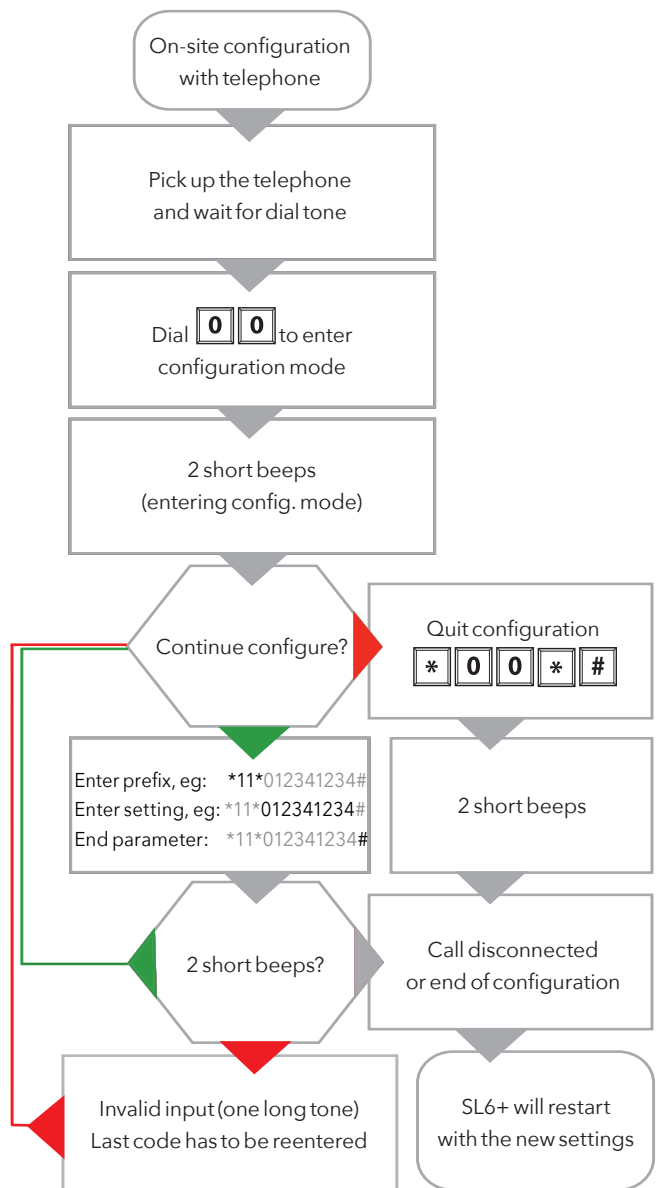 On-site configuration
with telephone
Pick up the telephone
and wait for dial tone
Dial 0 0 to enter
configuration mode
2 short beeps
(entering config. mode)
Continue configure?
Quit configuration
* 0 0 * #
Enter prefix, eg: *11*012341234#
Enter setting, eg: *11*012341234#
End parameter: *11*012341234#
2 short beeps
2 short beeps?
Call disconnected
or end of configuration
Invalid input (one long tone)
Last code has to be reentered
SL6+ will restart
with the new settings